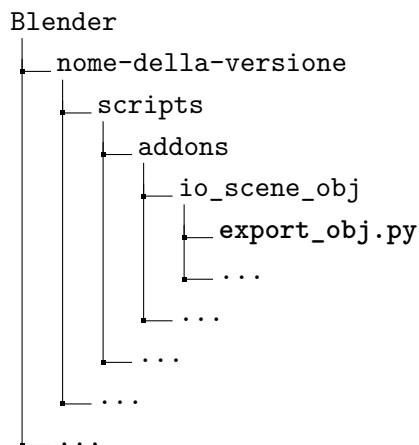 Blender
nome-della-versione
scripts
addons
io_scene_obj
export_obj.py
...
...
...
...
...